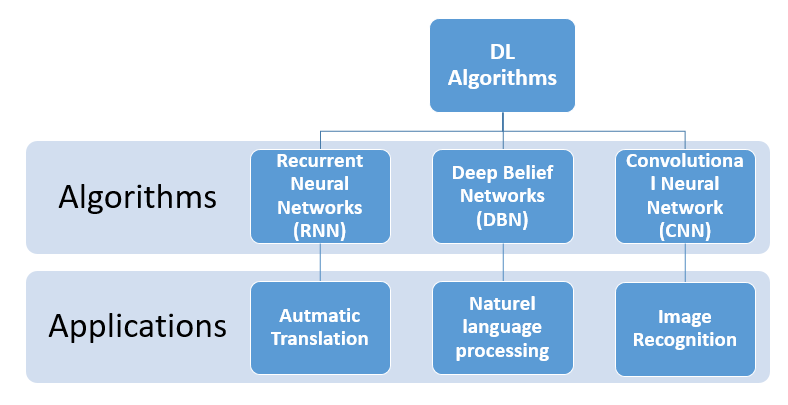 DL
Algorithms
Algorithms
Recurrent
Neural
Networks
(RNN)
Deep Belief
Networks
(DBN)
Convolutiona
l Neural
Network
(CNN)
Applications
Autmatic
Translation
Naturel
language
processing
Image
Recognition